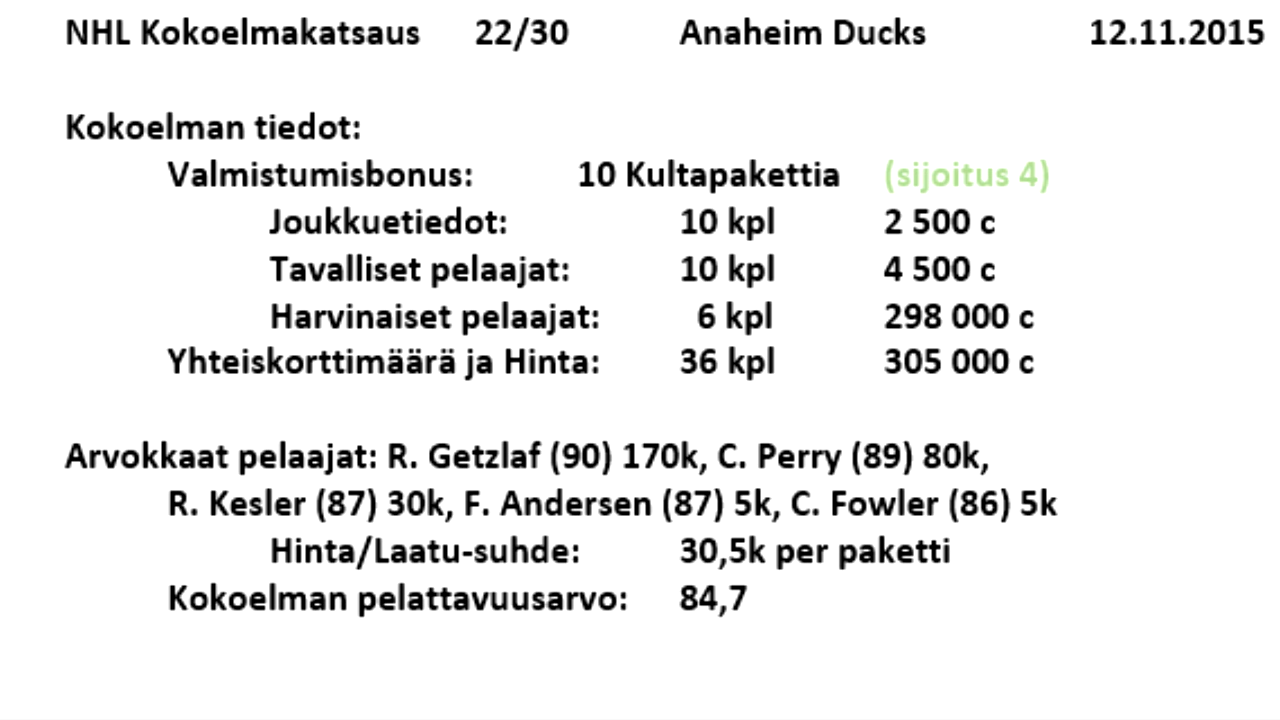 NHL Kokoelmakatsaus 22/30 Anaheim Ducks 12.11.2015
Kokoelman tiedot:
Valmistumisbonus: 10 Kultapakettia (sijoitus 4)
Joukkuetiedot: 10 kpl 2 500 c
Tavalliset pelaajat: 10 kpl 4 500 c
Harvinaiset pelaajat: 6 kpl 298 000 c
Yhteiskorttimäärä ja Hinta: 36 kpl 305 000 c
Arvokkaat pelaajat: R. Getzlaf (90) 170k, C. Perry (89) 80k,
R. Kesler (87) 30k, F. Andersen (87) 5k, C. Fowler (86) 5k
Hinta/Laatu-suhde: 30,5k per paketti
Kokoelman pelattavuusarvo: 84,7